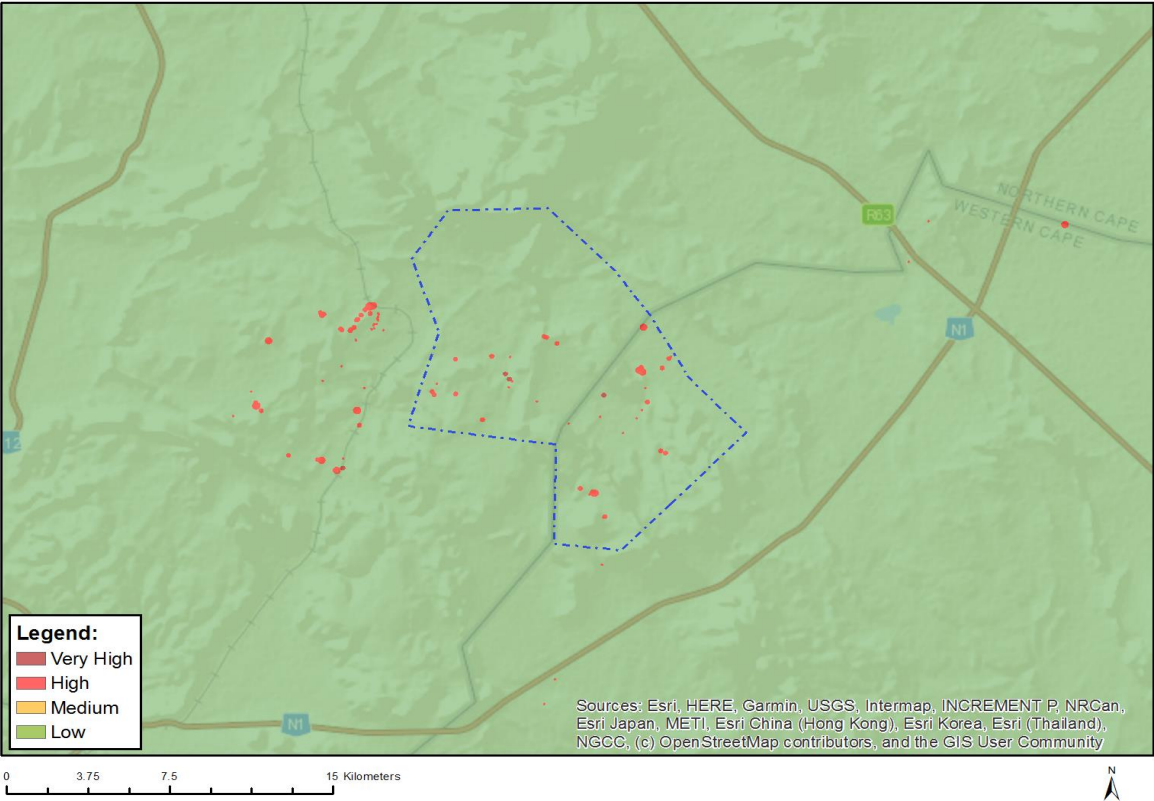 R63
NORTHERN CAPE
WESTERN CAPE
N1
12
N1
Legend:
Very High
High
Medium
Low
Sources: Esri, HERE, Garmin, USGS, Intermap, INCREMENT P, NRCan,
Esri Japan, METI, Esri China (Hong Kong), Esri Korea, Esri (Thailand),
NGCC, (c) OpenStreetMap contributors, and the GIS User Community
0 3.75 7.5 15 Kilometers
N